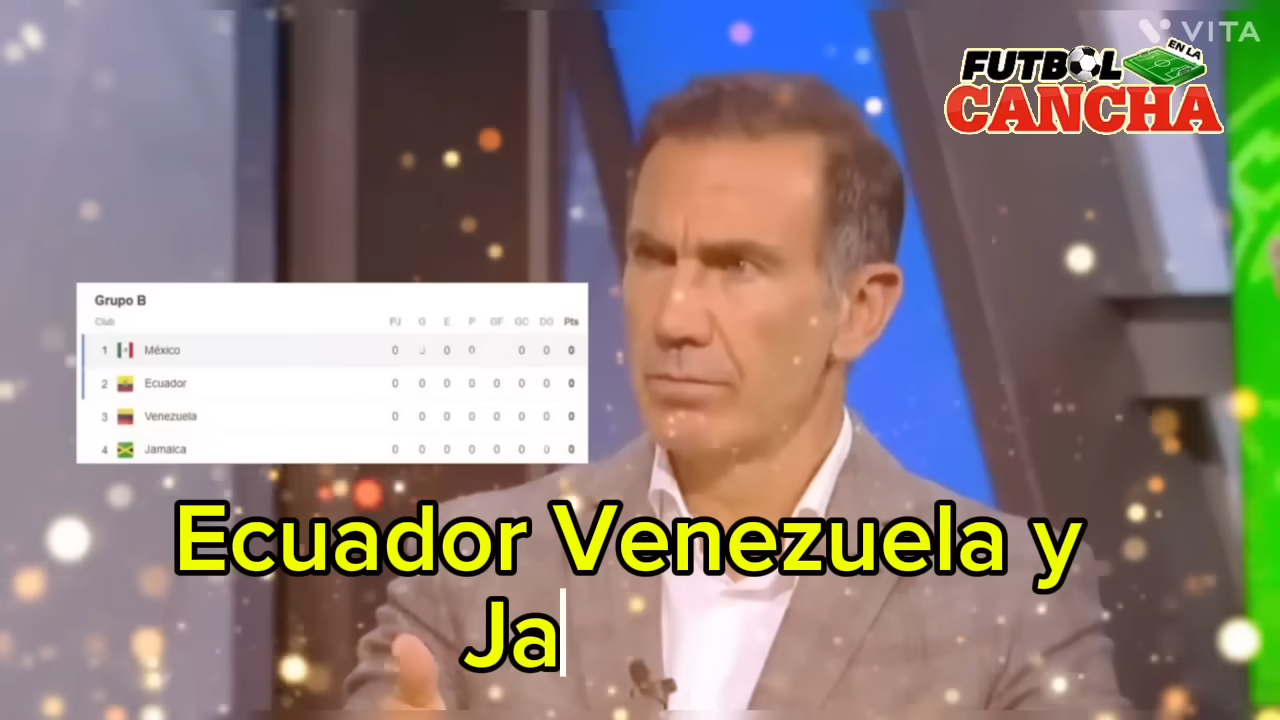 VITA
FUTBOL
EN LA
CANCHA
Grupo B
Club PJ G E P GF GC DG Pts
1 México 0 0 0 0 0 0 0
2 Ecuador 0 0 0 0 0 0 0 0
3 Venezuela 0 0 0 0 0 0 0 0
4 Jamaica 0 0 0 0 0 0 0 0
Ecuador Venezuela y
Ja